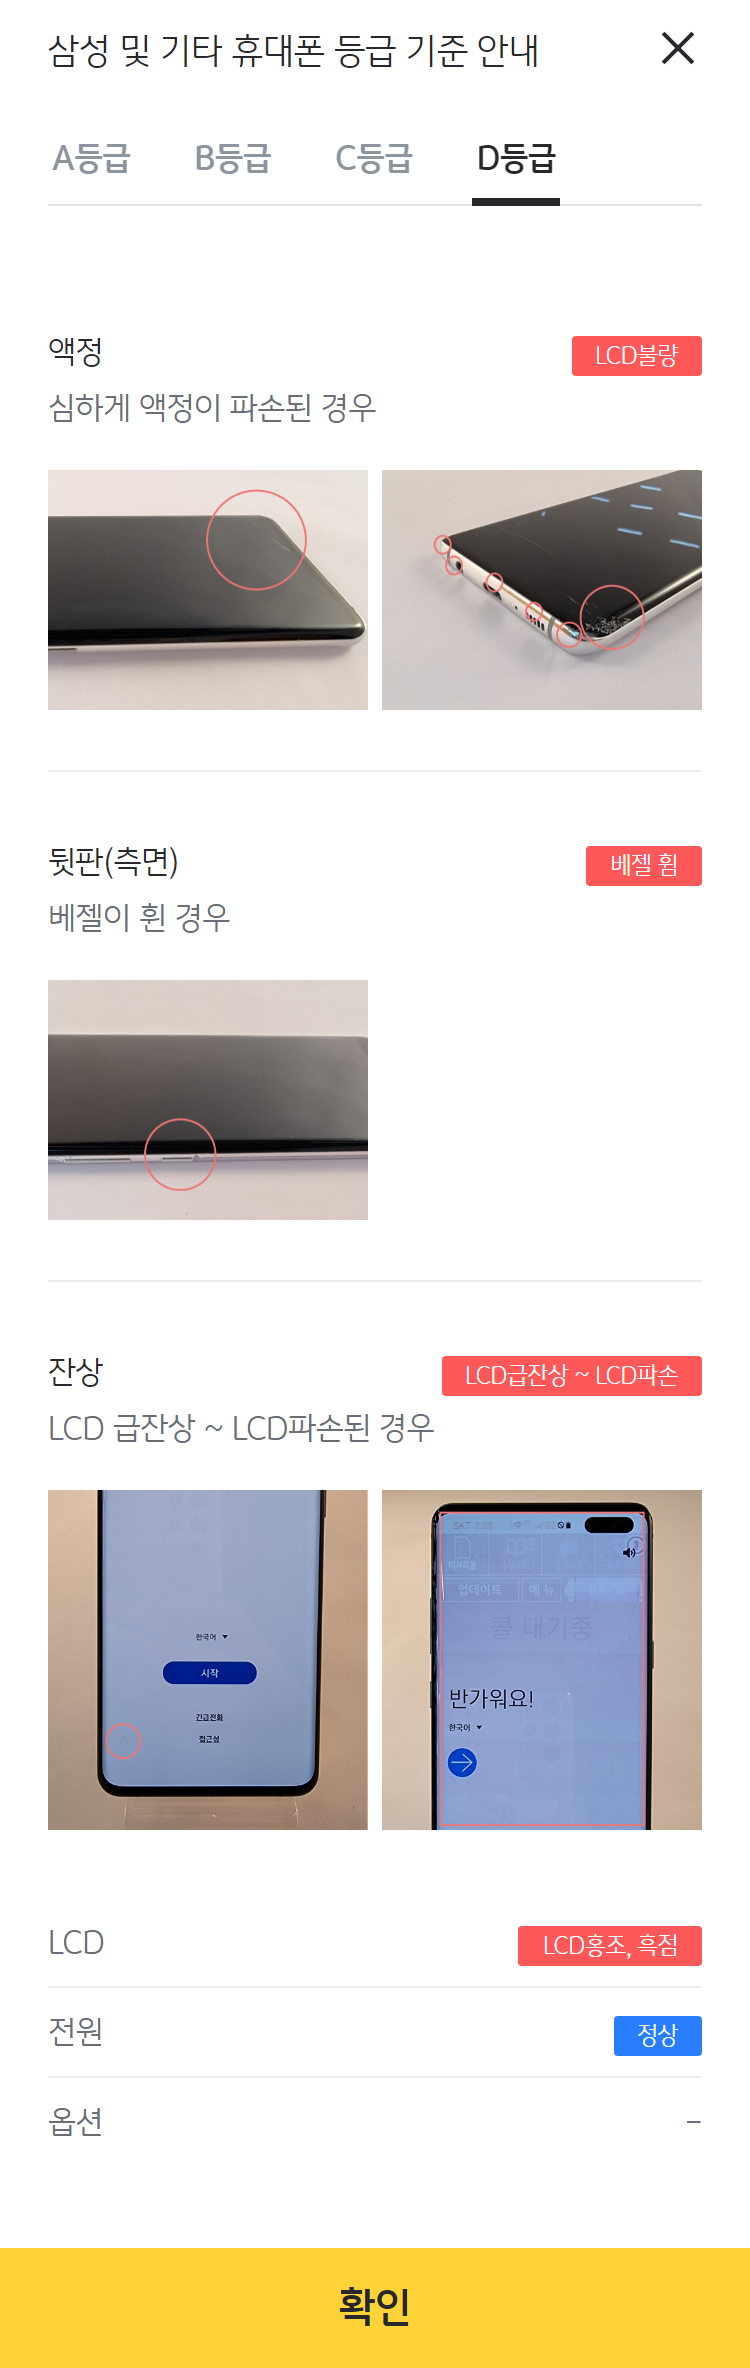 삼성 및 기타 휴대폰 등급 기준 안내
A등급 B등급 C등급 D등급
액정 LCD불량
심하게 액정이 파손된 경우
뒷판(측면) 베젤 휨
베젤이 휜 경우
잔상 LCD급잔상 ~ LCD파손
LCD 급잔상 ~ LCD파손된 경우
한국어
시작
긴급전화
접근성
SKT
업데이트 메뉴
콜 대기중
반가워요!
한국어
LCD LCD홍조, 흑점
전원 정상
옵션 –
확인